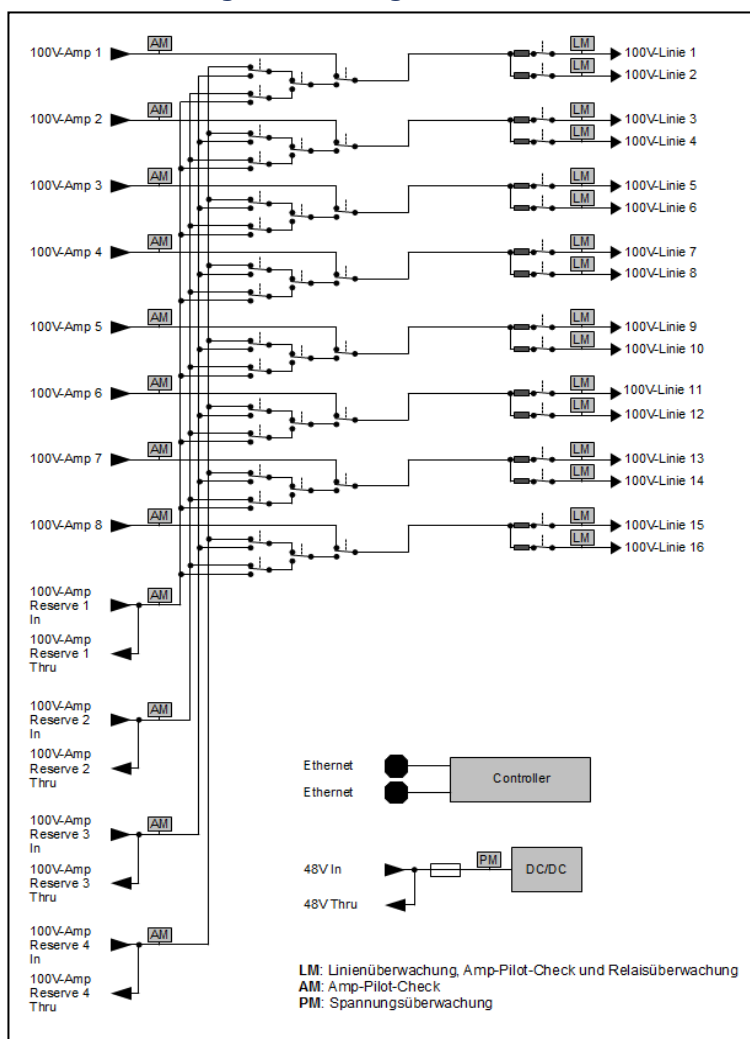 100V-Amp 1 AM LM 100V-Linie 1
LM 100V-Linie 2
100V-Amp 2 AM LM 100V-Linie 3
LM 100V-Linie 4
100V-Amp 3 AM LM 100V-Linie 5
LM 100V-Linie 6
100V-Amp 4 AM LM 100V-Linie 7
LM 100V-Linie 8
100V-Amp 5 AM LM 100V-Linie 9
LM 100V-Linie 10
100V-Amp 6 AM LM 100V-Linie 11
LM 100V-Linie 12
100V-Amp 7 AM LM 100V-Linie 13
LM 100V-Linie 14
100V-Amp 8 AM LM 100V-Linie 15
LM 100V-Linie 16
100V-Amp
Reserve 1 AM
In
100V-Amp
Reserve 1
Thru
100V-Amp
Reserve 2 AM
In
100V-Amp
Reserve 2
Thru
100V-Amp
Reserve 3 AM
In
100V-Amp
Reserve 3
Thru
100V-Amp
Reserve 4 AM
In
100V-Amp
Reserve 4
Thru
Ethernet
Ethernet
Controller
48V In PM DC/DC
48V Thru
LM: Linienüberwachung, Amp-Pilot-Check und Relaisüberwachung
AM: Amp-Pilot-Check
PM: Spannungsüberwachung